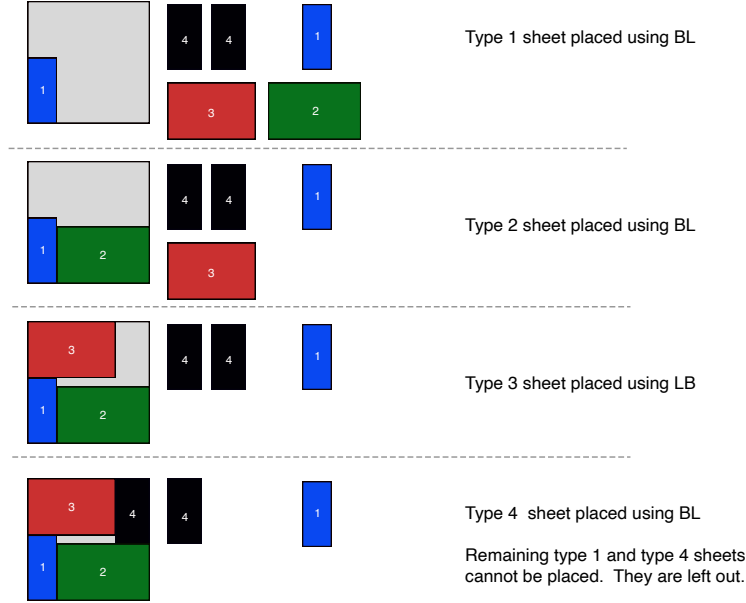 4 4 1 Type 1 sheet placed using BL
1
3 2
4 4 1
Type 2 sheet placed using BL
1 2
3
3
4 4 1
Type 3 sheet placed using LB
1 2
3 4 4 1 Type 4 sheet placed using BL
Remaining type 1 and type 4 sheets
1 2
cannot be placed. They are left out.